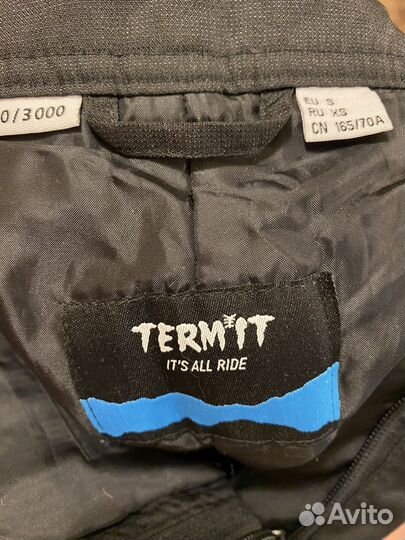 0/3000
EU S
RU XS
CN 165/70A
TERMIT
IT'S ALL RIDE
Avito